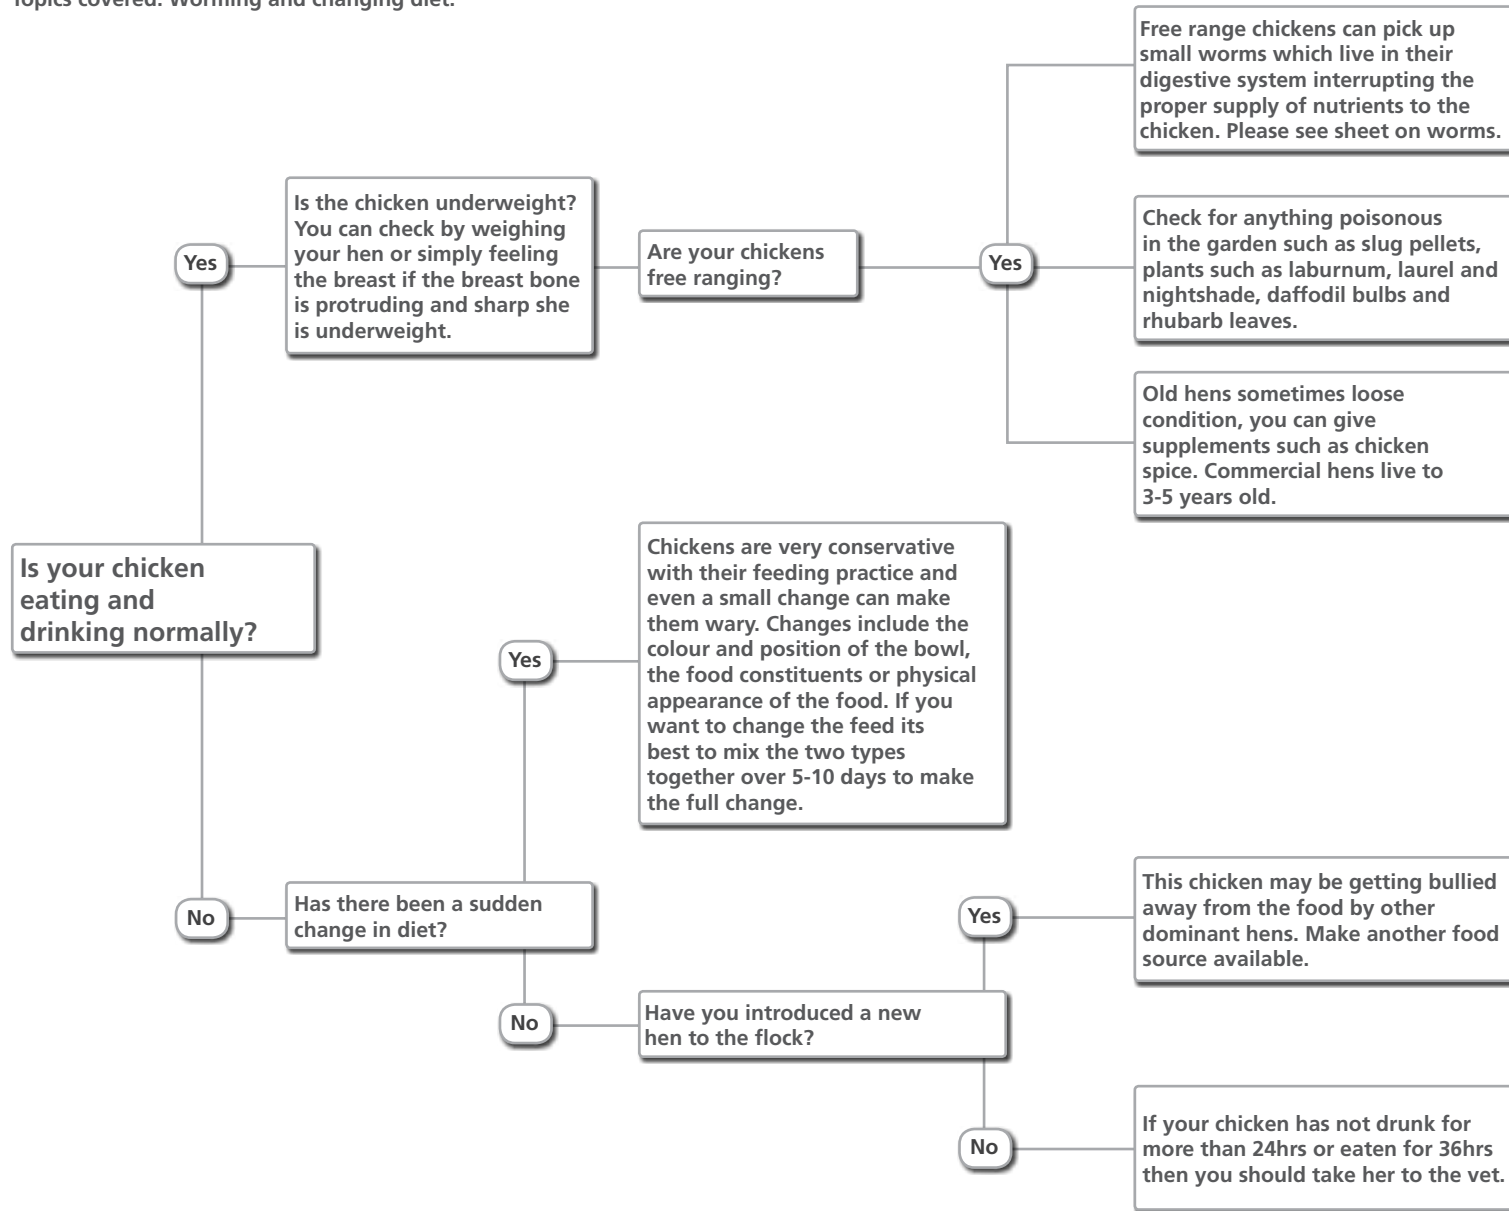 Topics covered: Worming and changing diet.
Free range chickens can pick up
small worms which live in their
digestive system interrupting the
proper supply of nutrients to the
chicken. Please see sheet on worms.
Yes
Is the chicken underweight?
You can check by weighing
your hen or simply feeling
the breast if the breast bone
is protruding and sharp she
is underweight.
Are your chickens
free ranging?
Yes
Check for anything poisonous
in the garden such as slug pellets,
plants such as laburnum, laurel and
nightshade, daffodil bulbs and
rhubarb leaves.
Old hens sometimes loose
condition, you can give
supplements such as chicken
spice. Commercial hens live to
3-5 years old.
Is your chicken
eating and
drinking normally?
Yes
Chickens are very conservative
with their feeding practice and
even a small change can make
them wary. Changes include the
colour and position of the bowl,
the food constituents or physical
appearance of the food. If you
want to change the feed its
best to mix the two types
together over 5-10 days to make
the full change.
No
Has there been a sudden
change in diet?
Yes
This chicken may be getting bullied
away from the food by other
dominant hens. Make another food
source available.
No
Have you introduced a new
hen to the flock?
No
If your chicken has not drunk for
more than 24hrs or eaten for 36hrs
then you should take her to the vet.